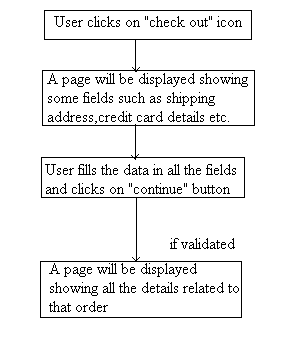 User clicks on "check out" icon
A page will be displayed showing
some fields such as shipping
address,credit card details etc.
User fills the data in all the fields
and clicks on "continue" button
if validated
A page will be displayed
showing all the details related to
that order